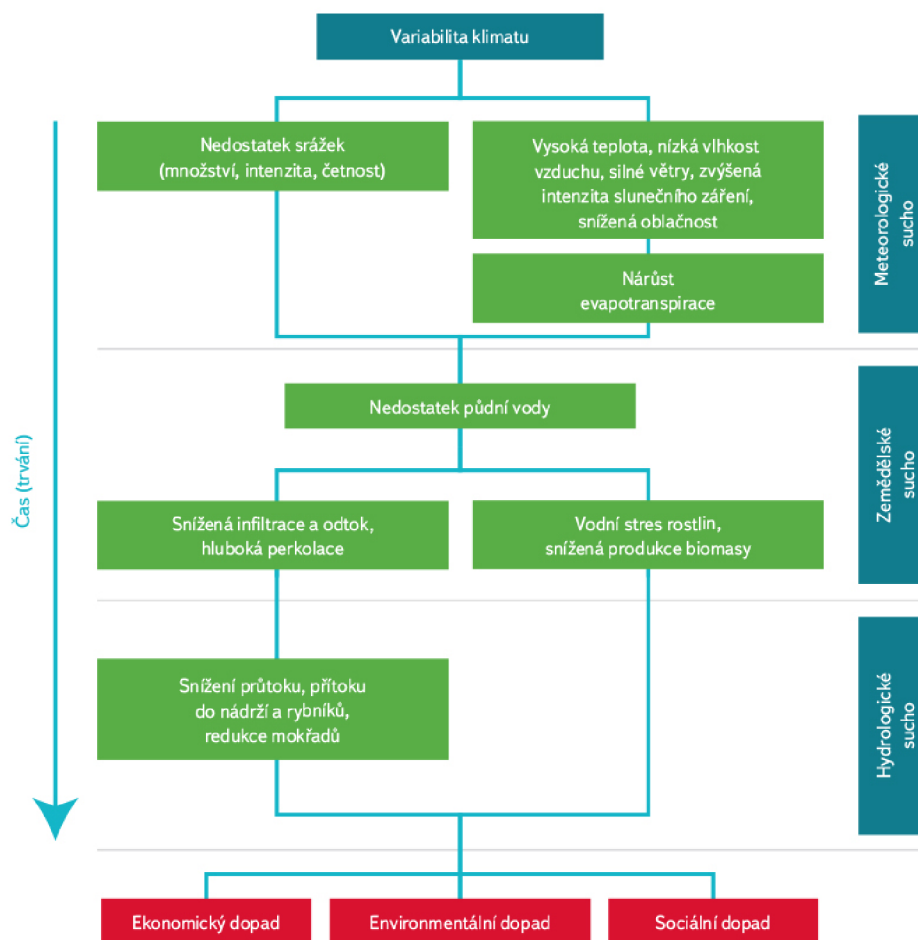 Variabilita klimatu
Nedostatek srážek
(množství, intenzita, četnost)
Vysoká teplota, nízká vlhkost
vzduchu, silné větry, zvýšená
intenzita slunečního záření,
snížená oblačnost
Nárůst
evapotranspirace
Meteorologické
sucho
Nedostatek půdní vody
Snížená infiltrace a odtok,
hluboká perkolace
Vodní stres rostlin,
snížená produkce biomasy
Zemědělské
sucho
Čas (trvání)
Snížení průtoku, přítoku
do nádrží a rybníků,
redukce mokřadů
Hydrologické
sucho
Ekonomický dopad
Environmentální dopad
Sociální dopad